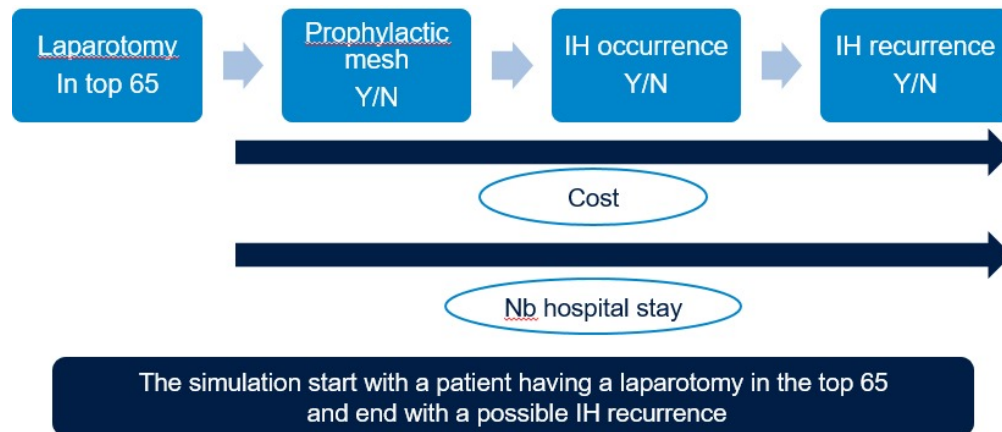 Laparotomy
In top 65
Prophylactic
mesh
Y/N
IH occurrence
Y/N
IH recurrence
Y/N
Cost
Nb hospital stay
The simulation start with a patient having a laparotomy in the top 65
and end with a possible IH recurrence